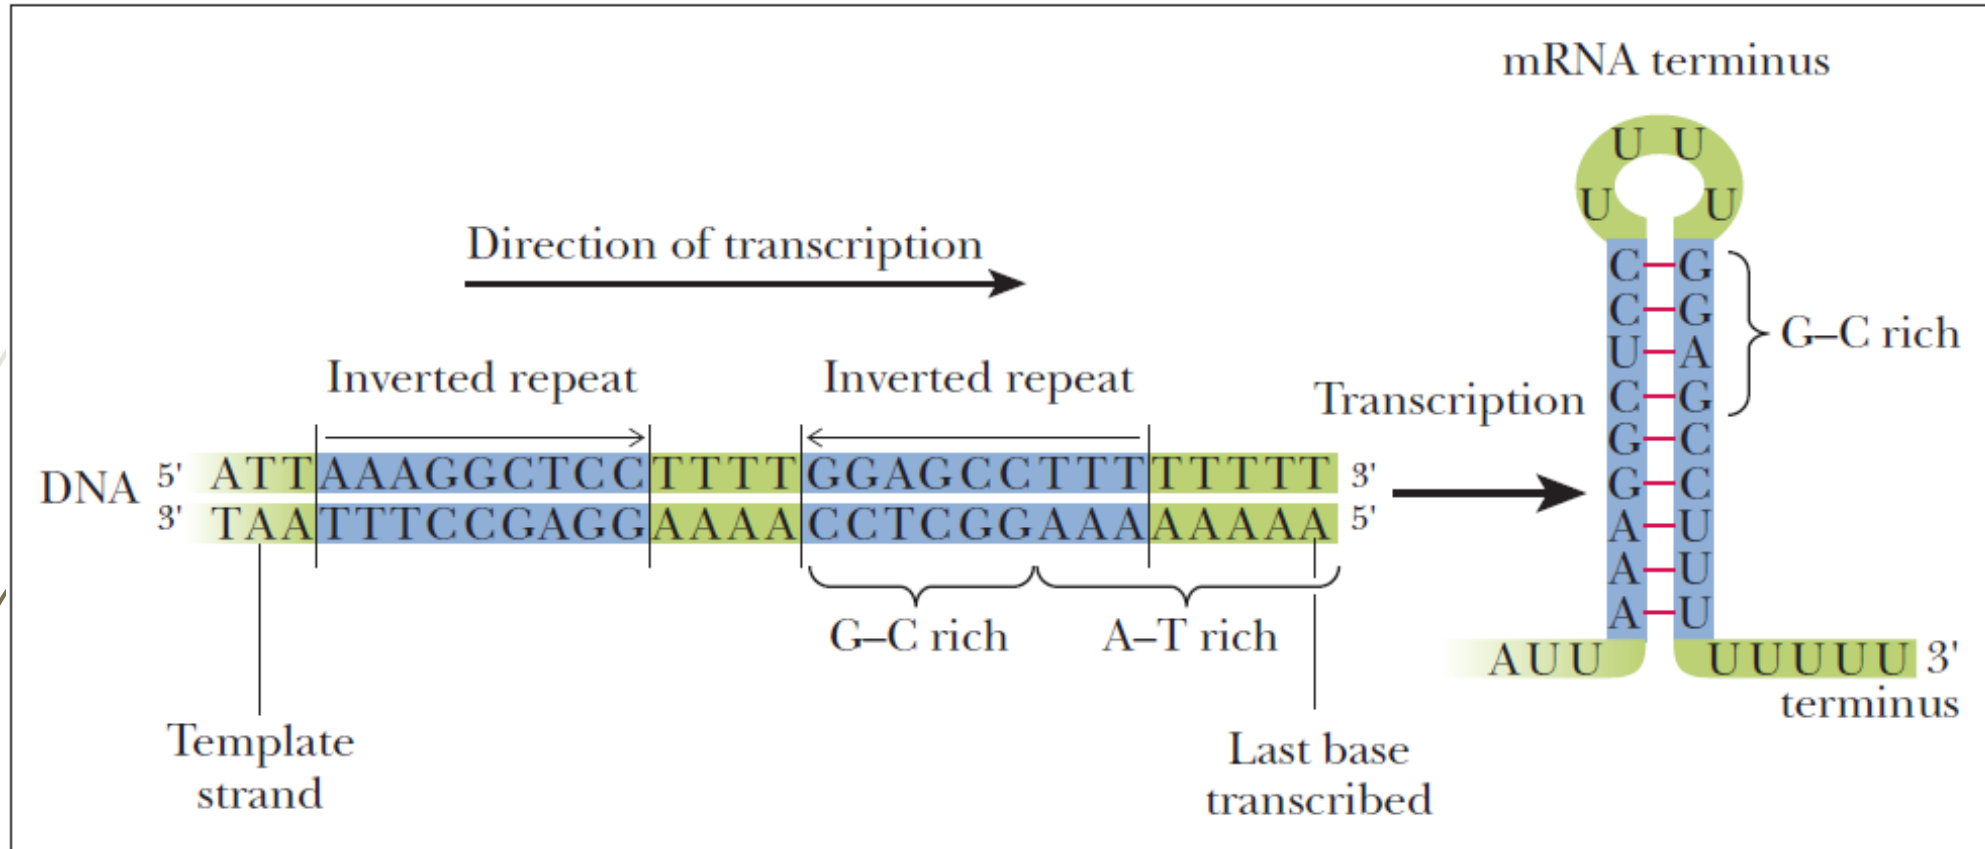 mRNA terminus
U U
U U
Direction of transcription
C G
C G
G–C rich
U A
Inverted repeat Inverted repeat
Transcription
C G
G C
DNA 5' ATTAAAGGCTCCTTTTGGAGCCTTTTTTTT 3'
G C
3' TAATTTCCGAGGAAAACCTCGGAAAAAAAA 5'
A U
A U
A U
G–C rich A–T rich
AUU UUUUU 3'
terminus
Template
strand
Last base
transcribed